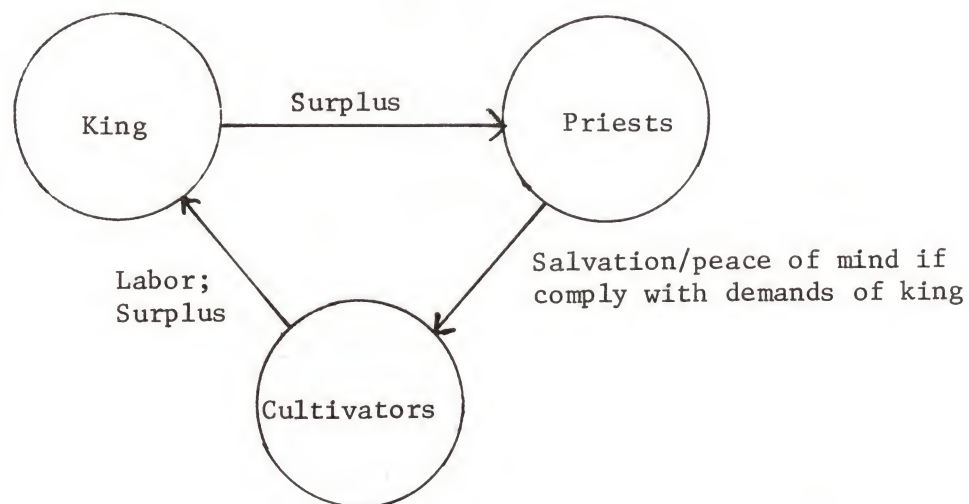 King
Surplus
Priests
Labor;
Surplus
Salvation/peace of mind if
comply with demands of king
Cultivators